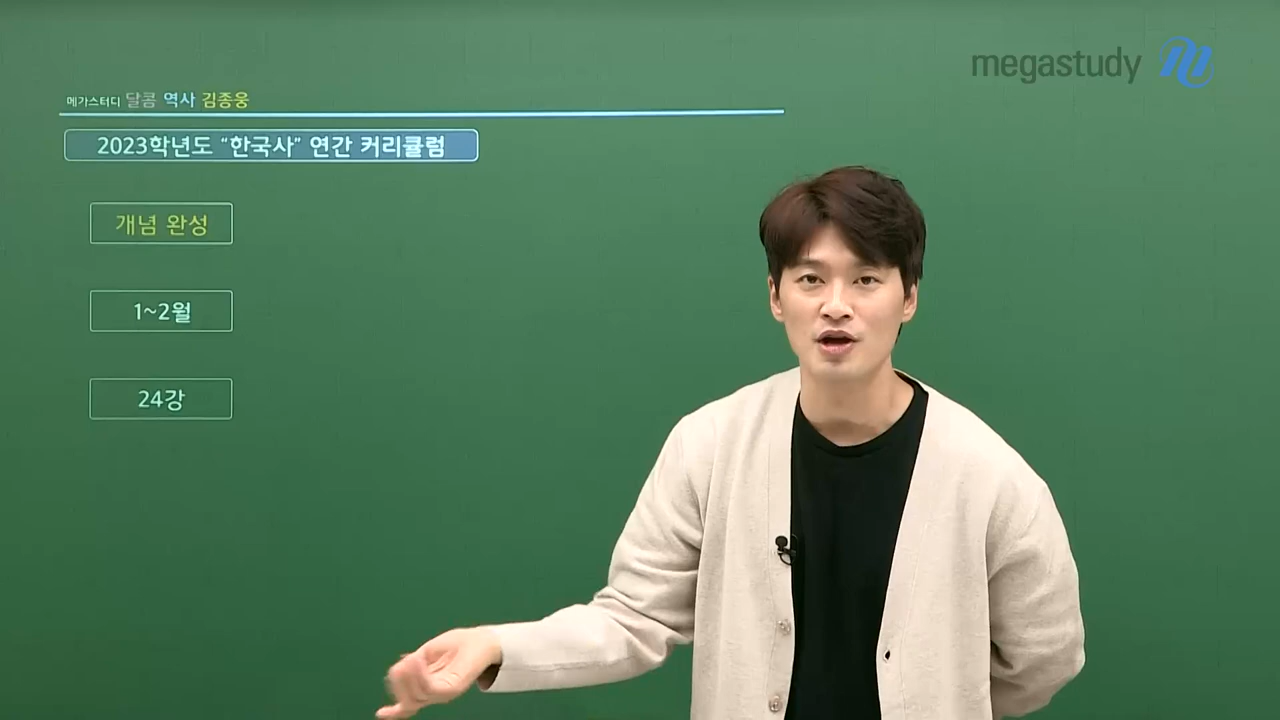 megastudy
메가스터디 달콤 역사 김종웅
2023학년도 “한국사” 연간 커리큘럼
개념 완성
1~2월
24강